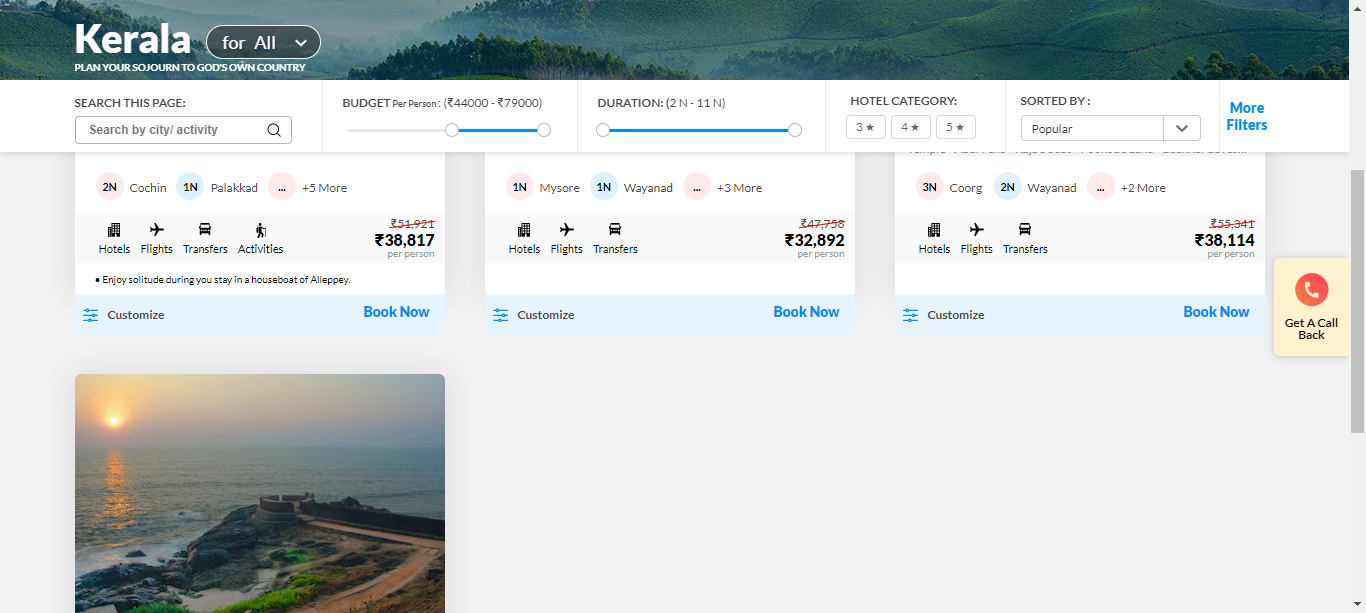 Kerala
for All
PLAN YOUR SOJOURN TO GOD'S OWN COUNTRY
SEARCH THIS PAGE:
Search by city/ activity
BUDGET Per Person : (₹44000 - ₹79000)
DURATION: (2 N - 11 N)
HOTEL CATEGORY:
3 ★ 4 ★ 5 ★
SORTED BY :
Popular
More
Filters
2N Cochin 1N Palakkad ... +5 More
Hotels Flights Transfers Activities
₹51,921
₹38,817
per person
• Enjoy solitude during you stay in a houseboat of Alleppey.
Customize Book Now
1N Mysore 1N Wayanad ... +3 More
Hotels Flights Transfers
₹47,758
₹32,892
per person
Customize Book Now
3N Coorg 2N Wayanad ... +2 More
Hotels Flights Transfers
₹55,341
₹38,114
per person
Customize Book Now
Get A Call
Back